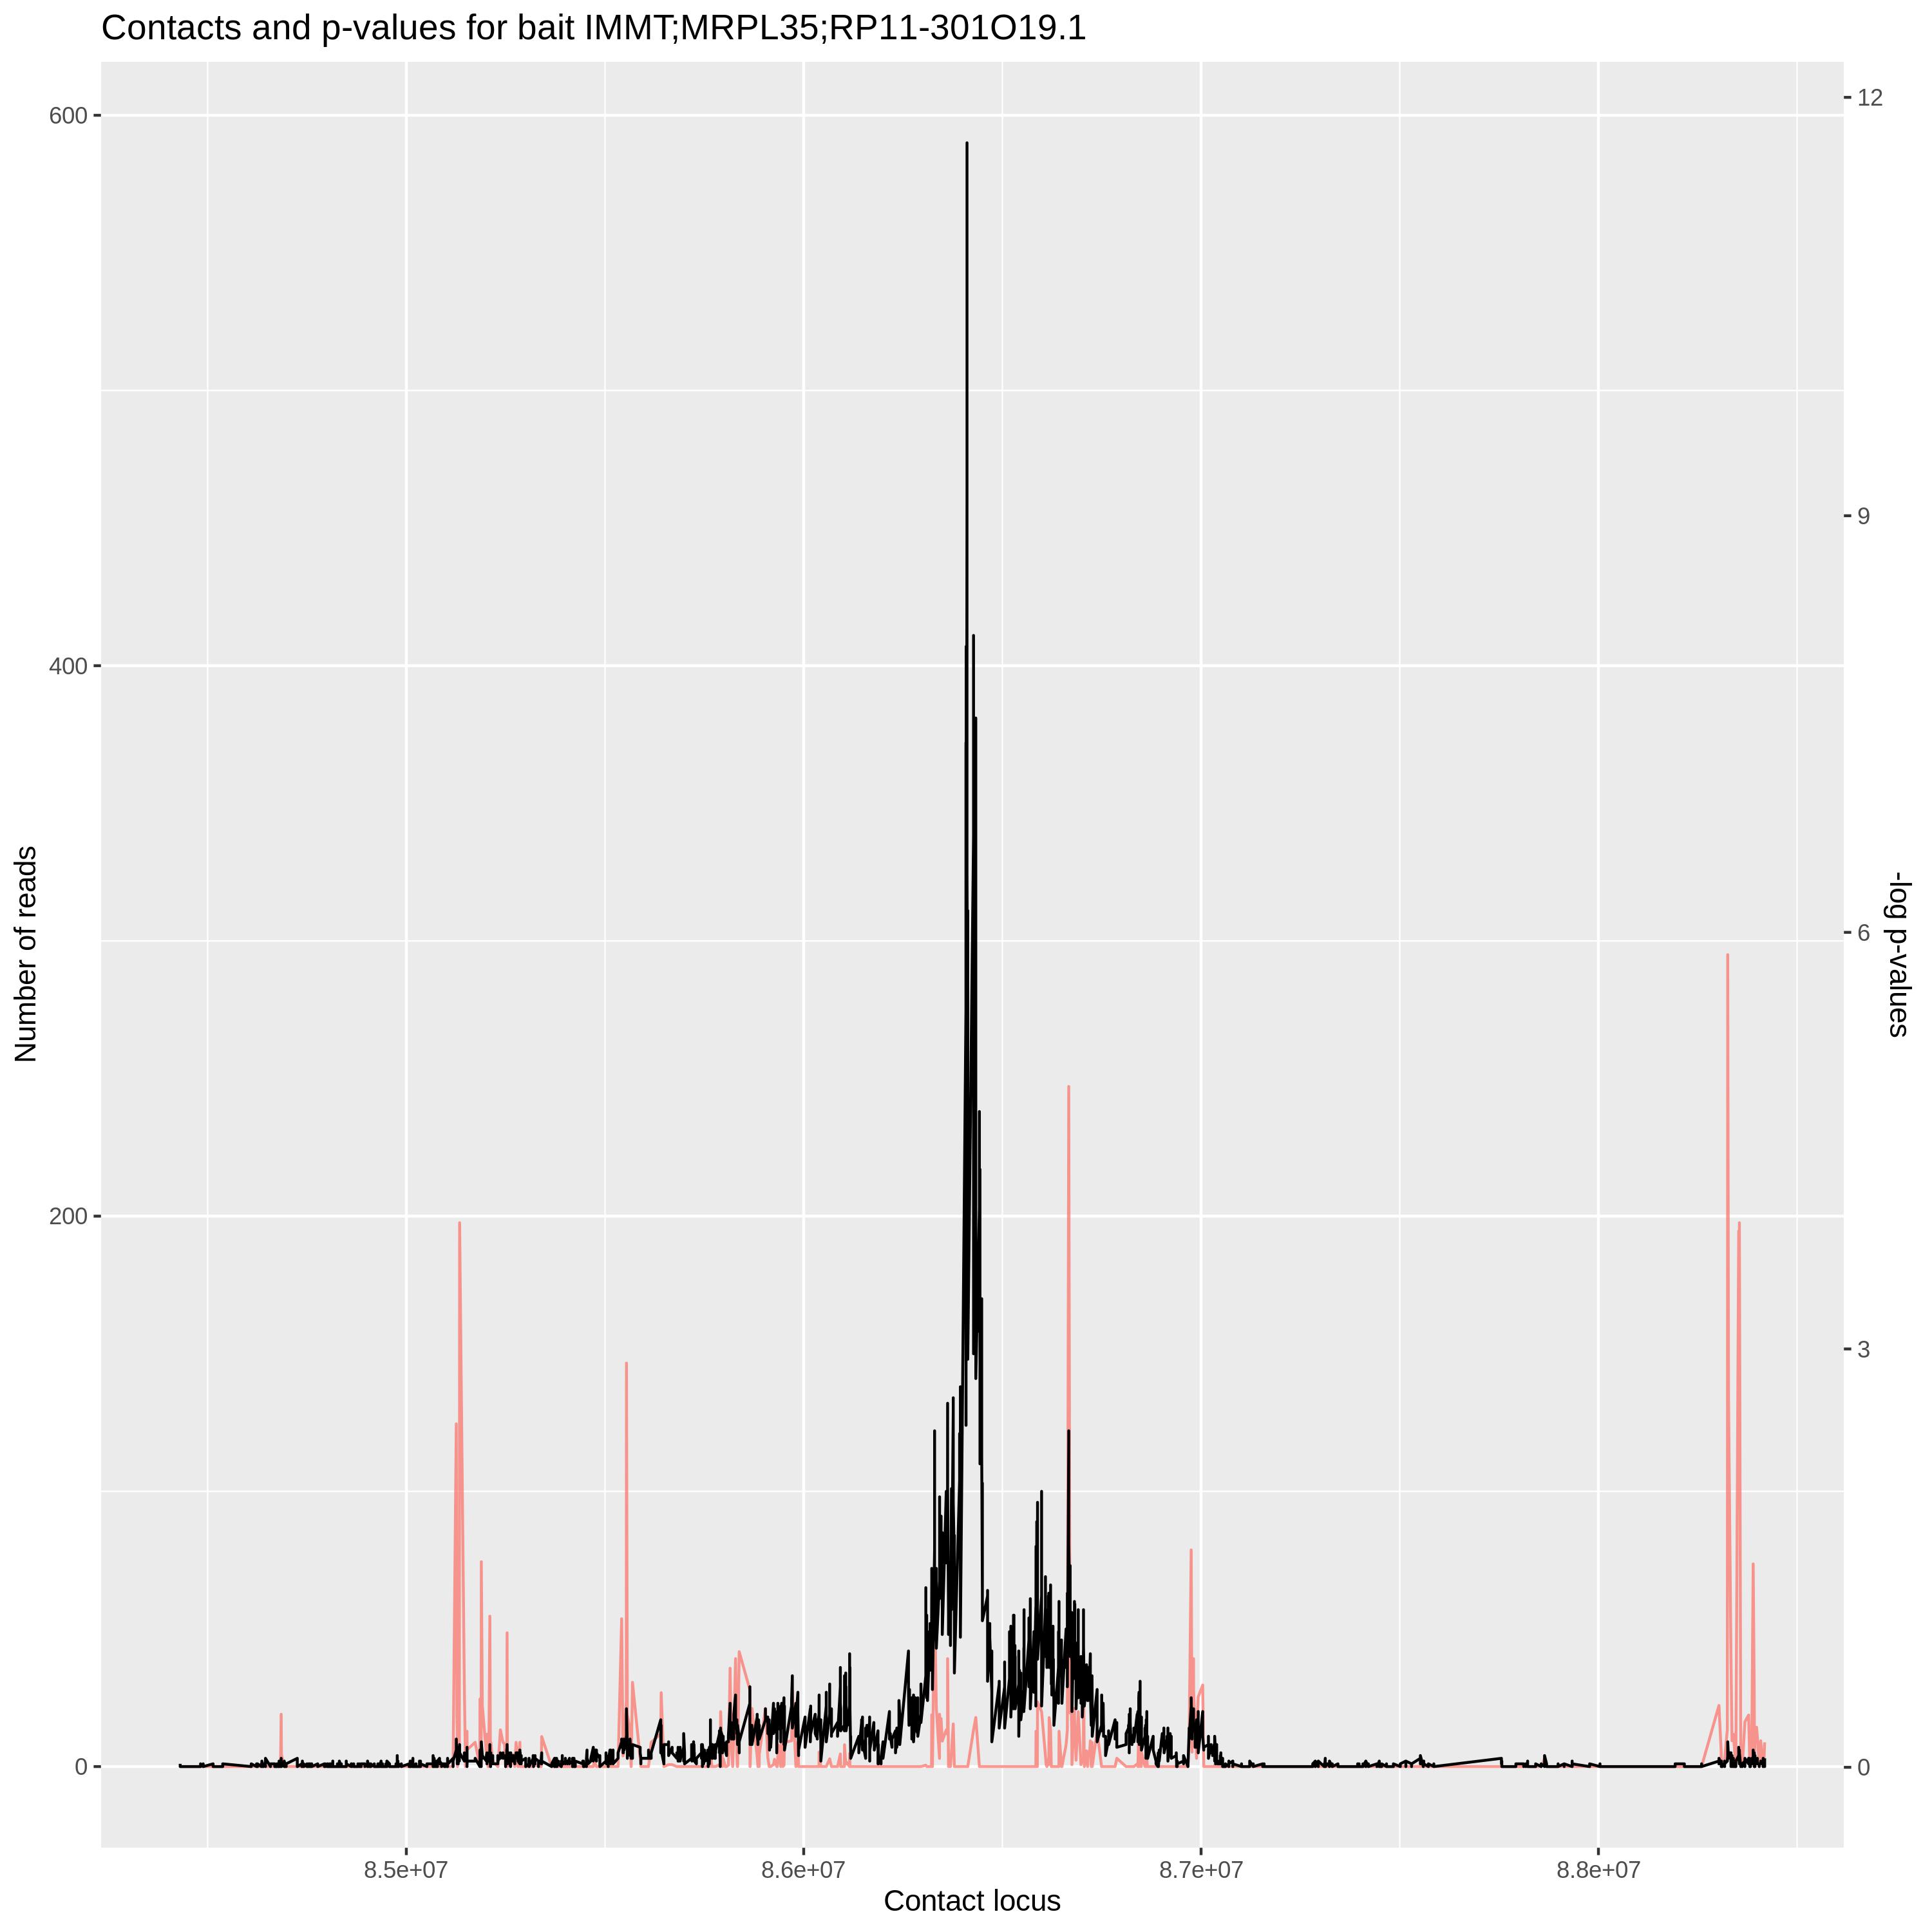 Contacts and p-values for bait IMMT;MRPL35;RP11-301O19.1
600
400
200
0
Number of reads
12
9
6
3
0
-log p-values
8.5e+07
8.6e+07
8.7e+07
8.8e+07
Contact locus